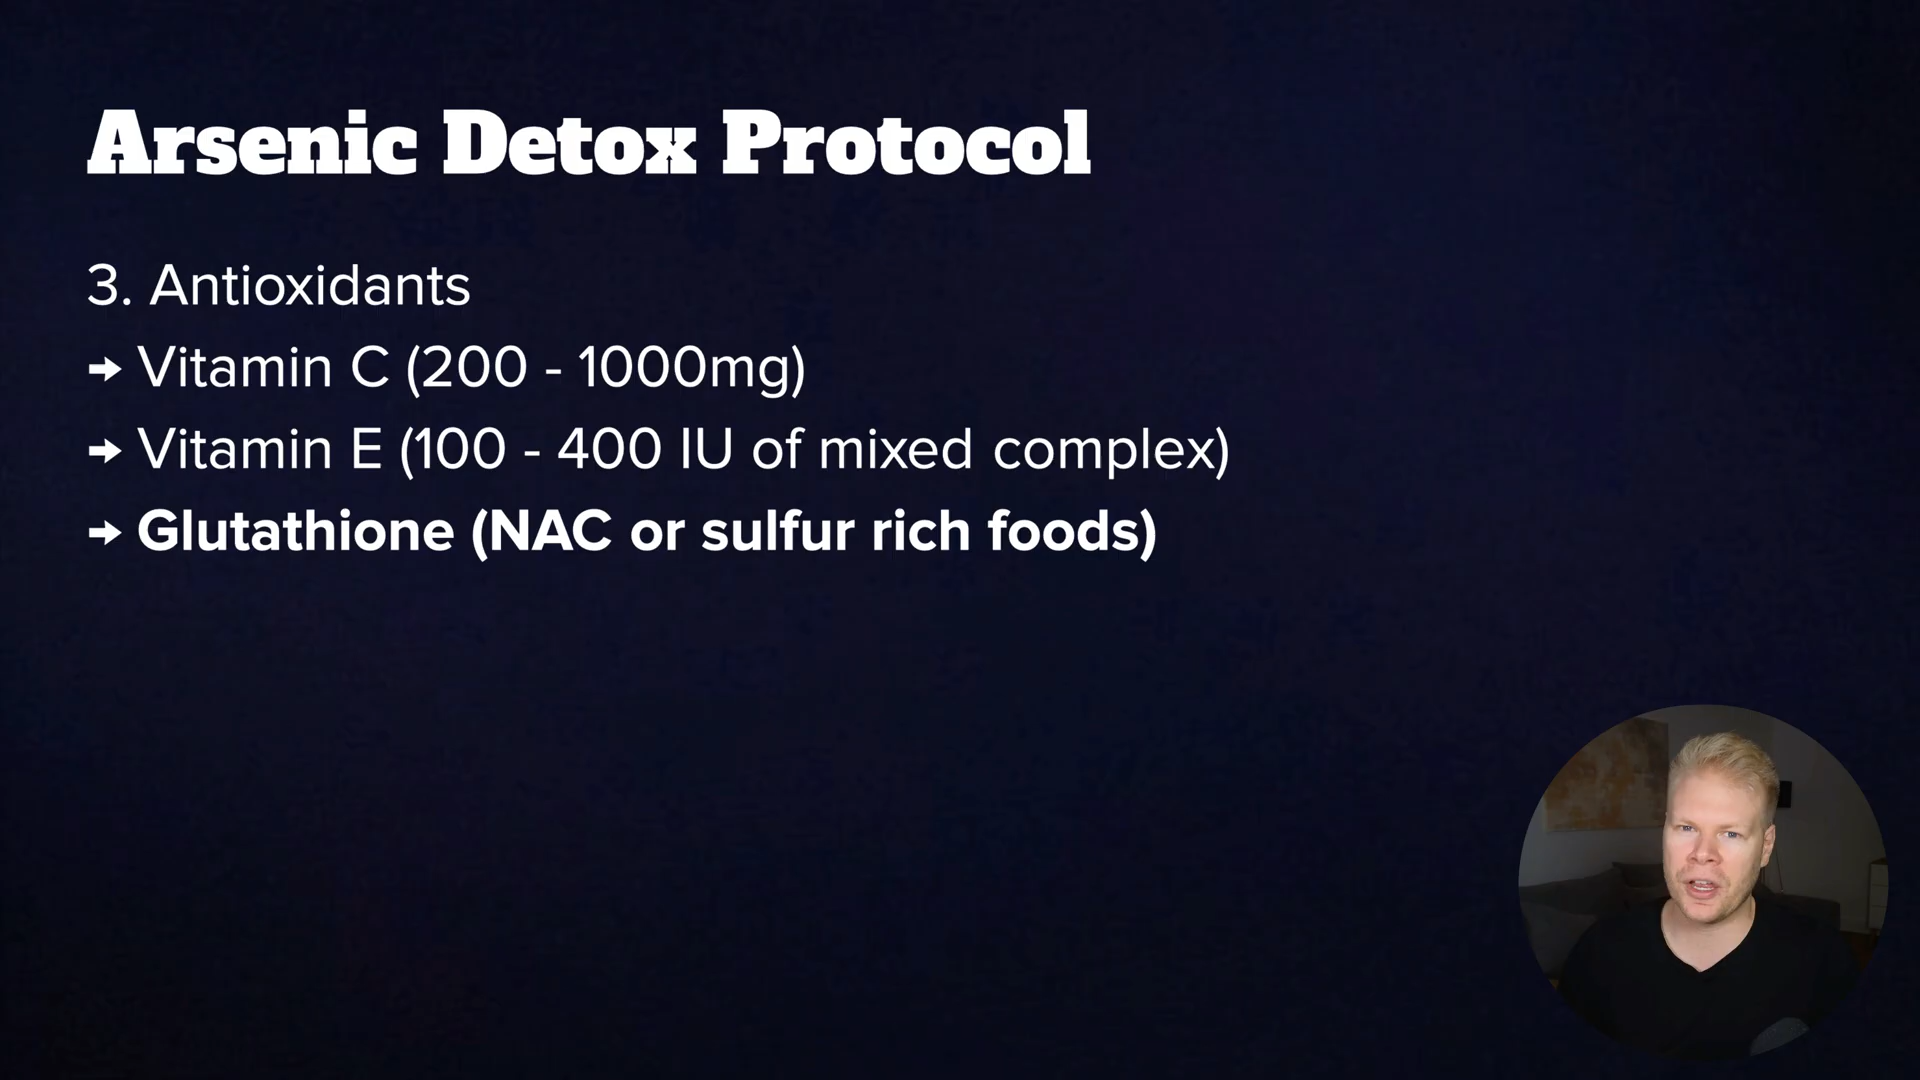 Arsenic Detox Protocol
3. Antioxidants
→ Vitamin C (200 - 1000mg)
→ Vitamin E (100 - 400 IU of mixed complex)
→ Glutathione (NAC or sulfur rich foods)